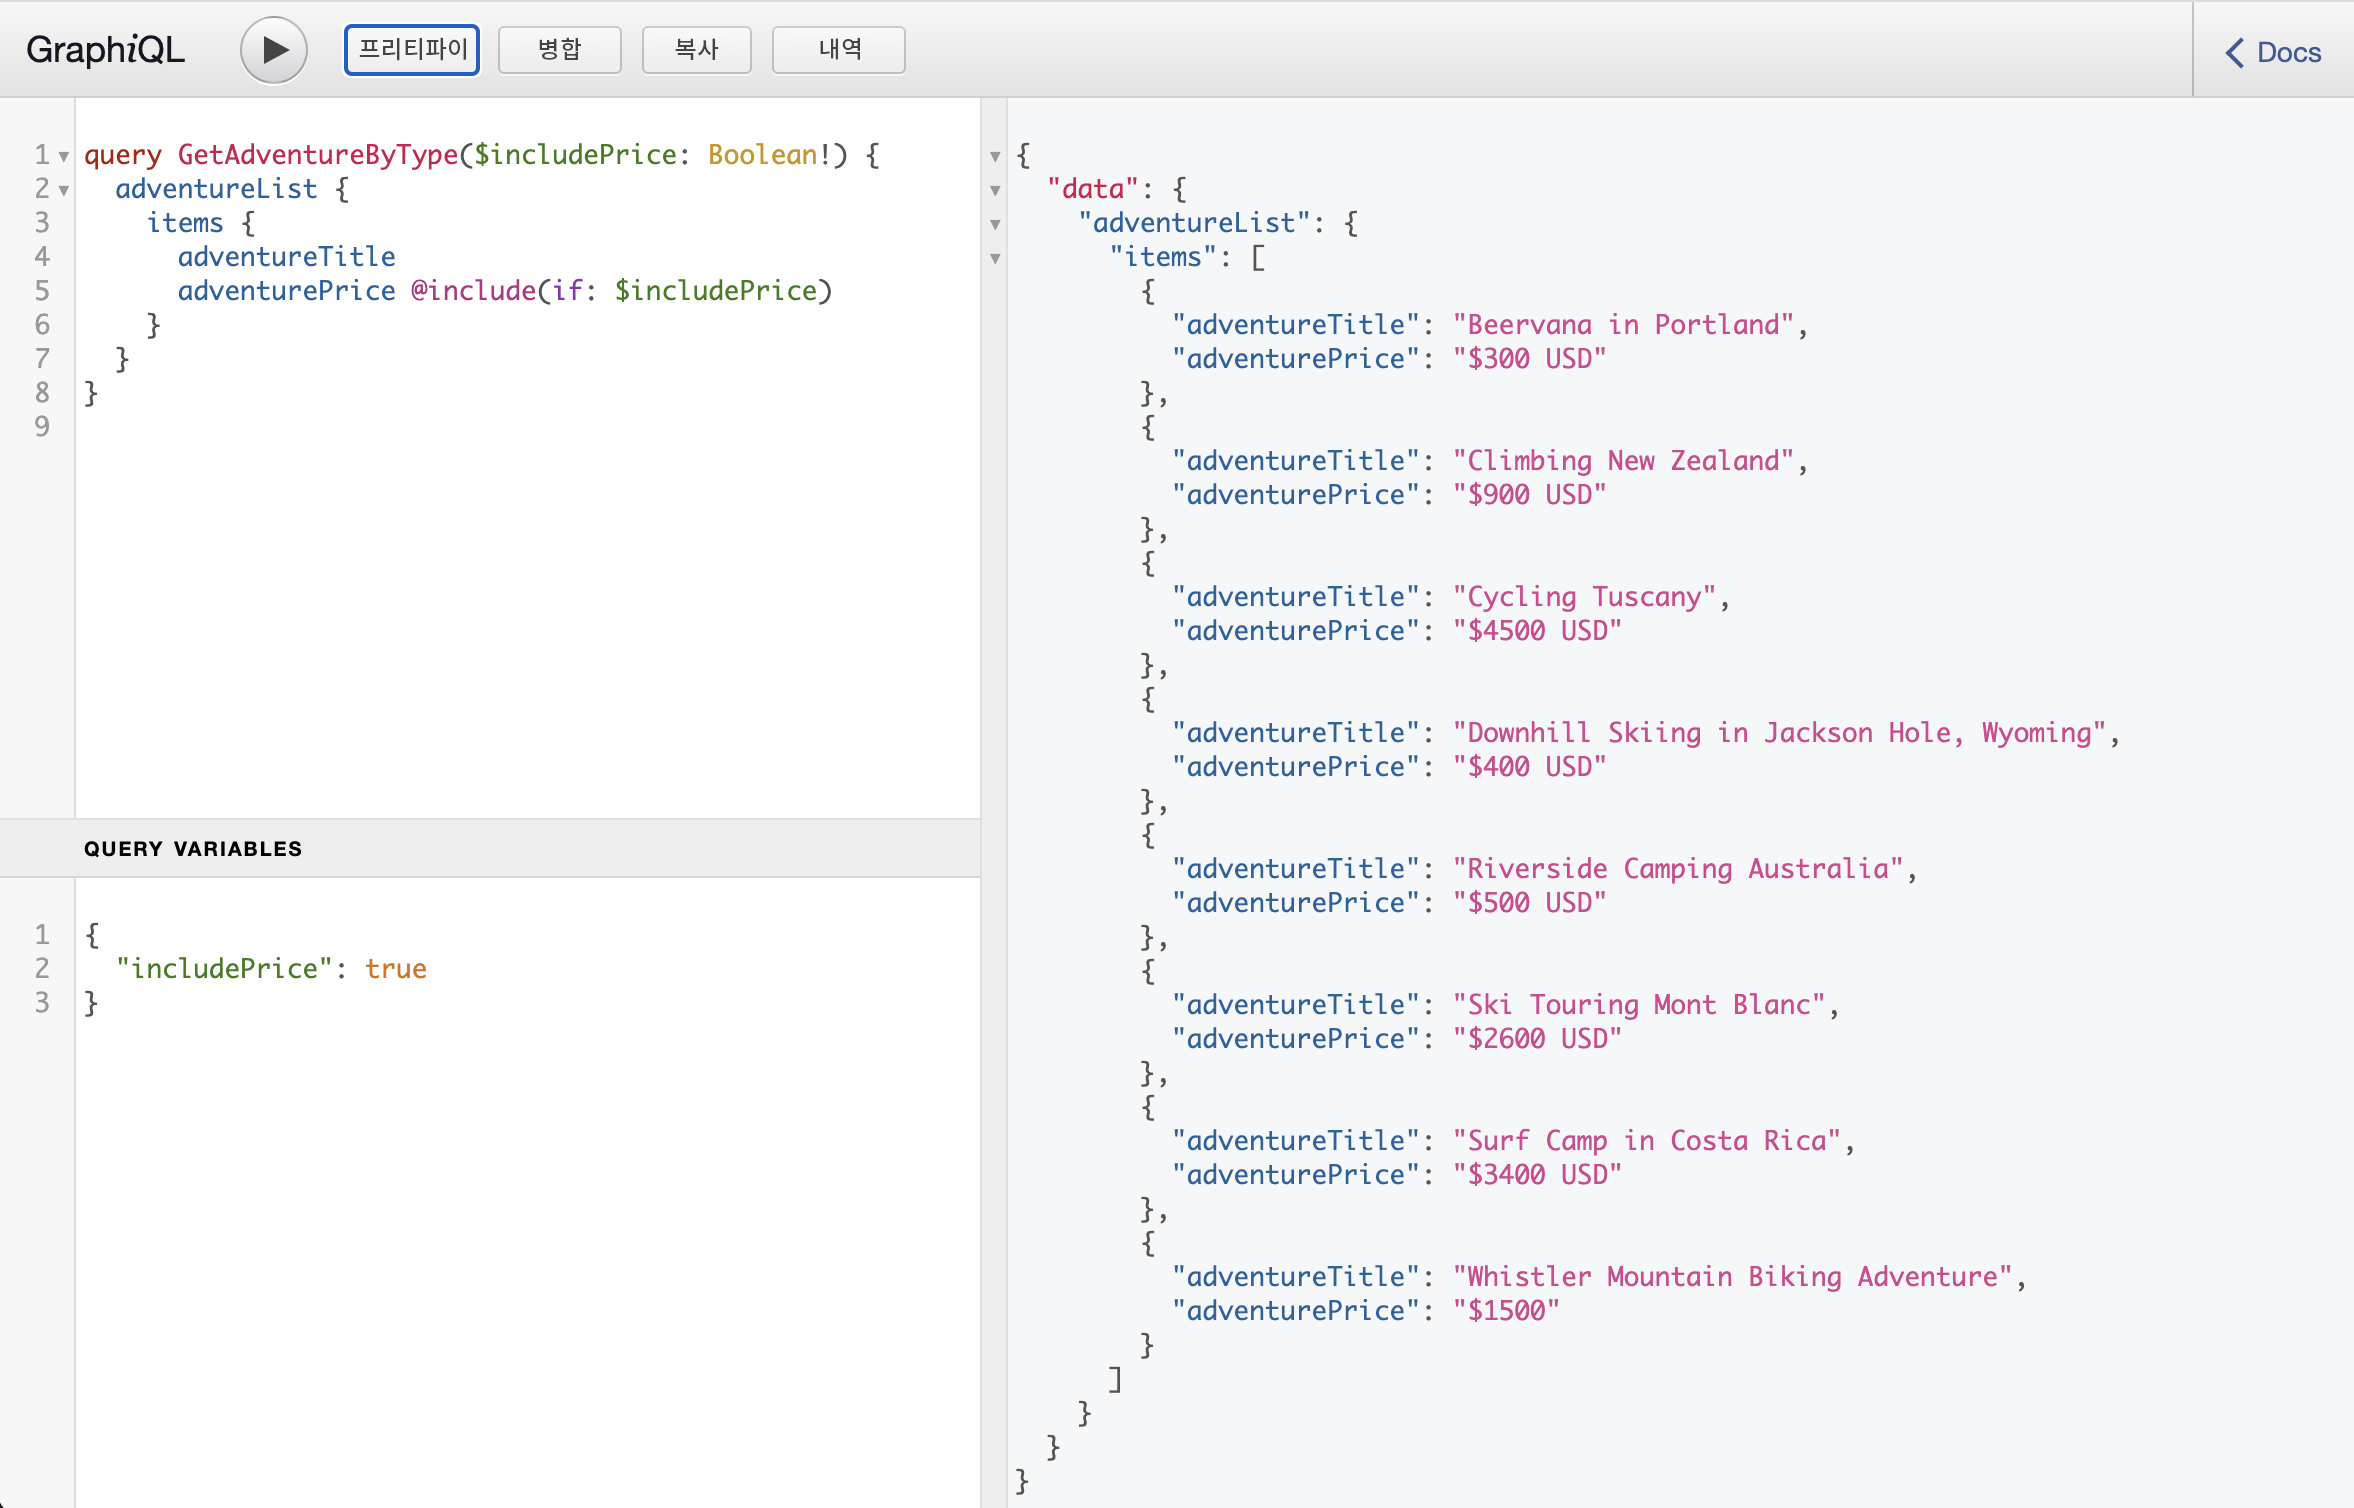 GraphiQL 프리티파이 병합 복사 내역 Docs
1 query GetAdventureByType($includePrice: Boolean!) {
2   adventureList {
3     items {
4       adventureTitle
5       adventurePrice @include(if: $includePrice)
6     }
7   }
8 }
9
QUERY VARIABLES
1 {
2   "includePrice": true
3 }
{
  "data": {
    "adventureList": {
      "items": [
        {
          "adventureTitle": "Beervana in Portland",
          "adventurePrice": "$300 USD"
        },
        {
          "adventureTitle": "Climbing New Zealand",
          "adventurePrice": "$900 USD"
        },
        {
          "adventureTitle": "Cycling Tuscany",
          "adventurePrice": "$4500 USD"
        },
        {
          "adventureTitle": "Downhill Skiing in Jackson Hole, Wyoming",
          "adventurePrice": "$400 USD"
        },
        {
          "adventureTitle": "Riverside Camping Australia",
          "adventurePrice": "$500 USD"
        },
        {
          "adventureTitle": "Ski Touring Mont Blanc",
          "adventurePrice": "$2600 USD"
        },
        {
          "adventureTitle": "Surf Camp in Costa Rica",
          "adventurePrice": "$3400 USD"
        },
        {
          "adventureTitle": "Whistler Mountain Biking Adventure",
          "adventurePrice": "$1500"
        }
      ]
    }
  }
}